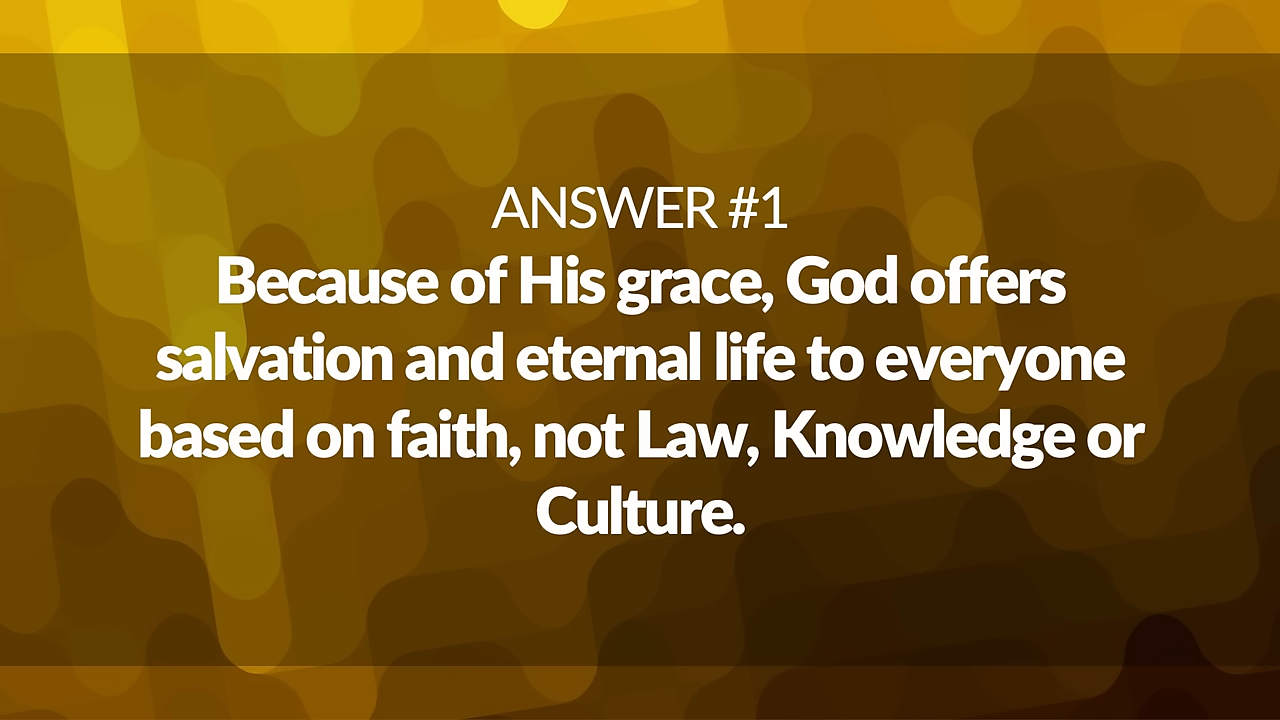 ANSWER #1
Because of His grace, God offers
salvation and eternal life to everyone
based on faith, not Law, Knowledge or
Culture.